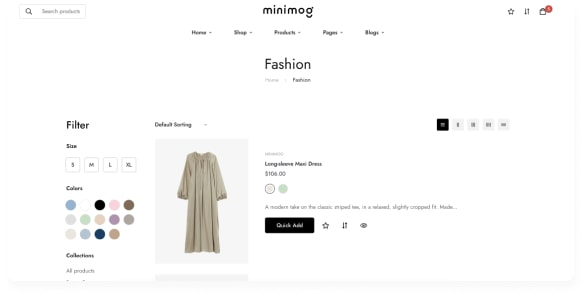 Search products
minimog
Home
Shop
Products
Pages
Blogs
Fashion
Home
Fashion
Filter
Default Sorting
Size
S
M
L
XL
Colors
Collections
All products
MINIMOG
Long-sleeve Maxi Dress
$106.00
A modern take on the classic striped tee, in a relaxed, slightly cropped fit. Made...
Quick Add